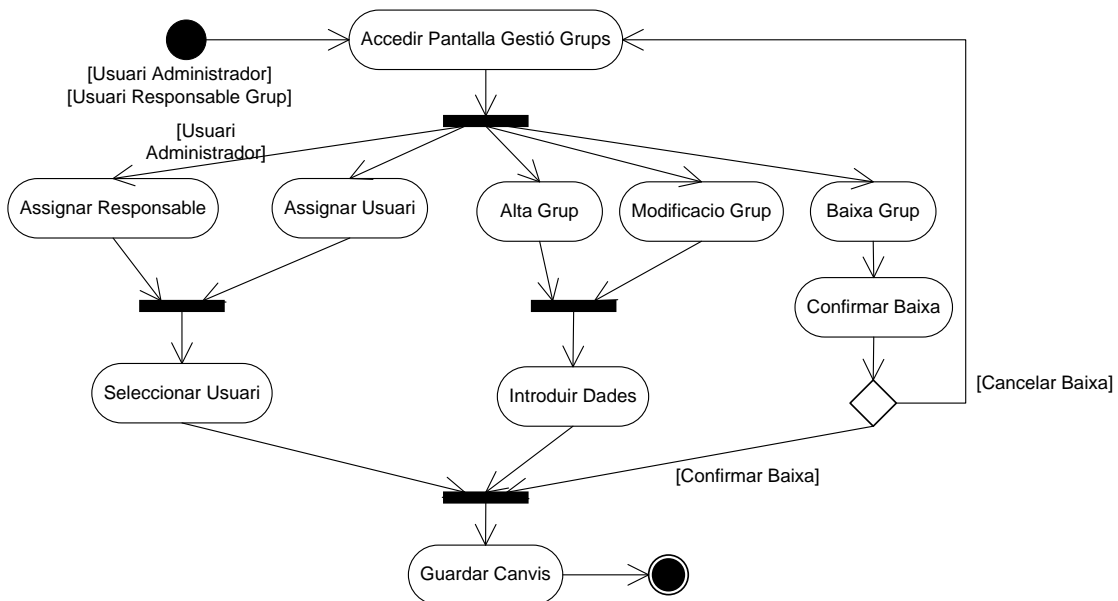 Accedir Pantalla Gestió Grups
[Usuari Administrador]
[Usuari Responsable Grup]
[Usuari
Administrador]
Assignar Responsable
Assignar Usuari
Alta Grup
Modificacio Grup
Baixa Grup
Confirmar Baixa
Seleccionar Usuari
Introduir Dades
[Cancelar Baixa]
[Confirmar Baixa]
Guardar Canvis